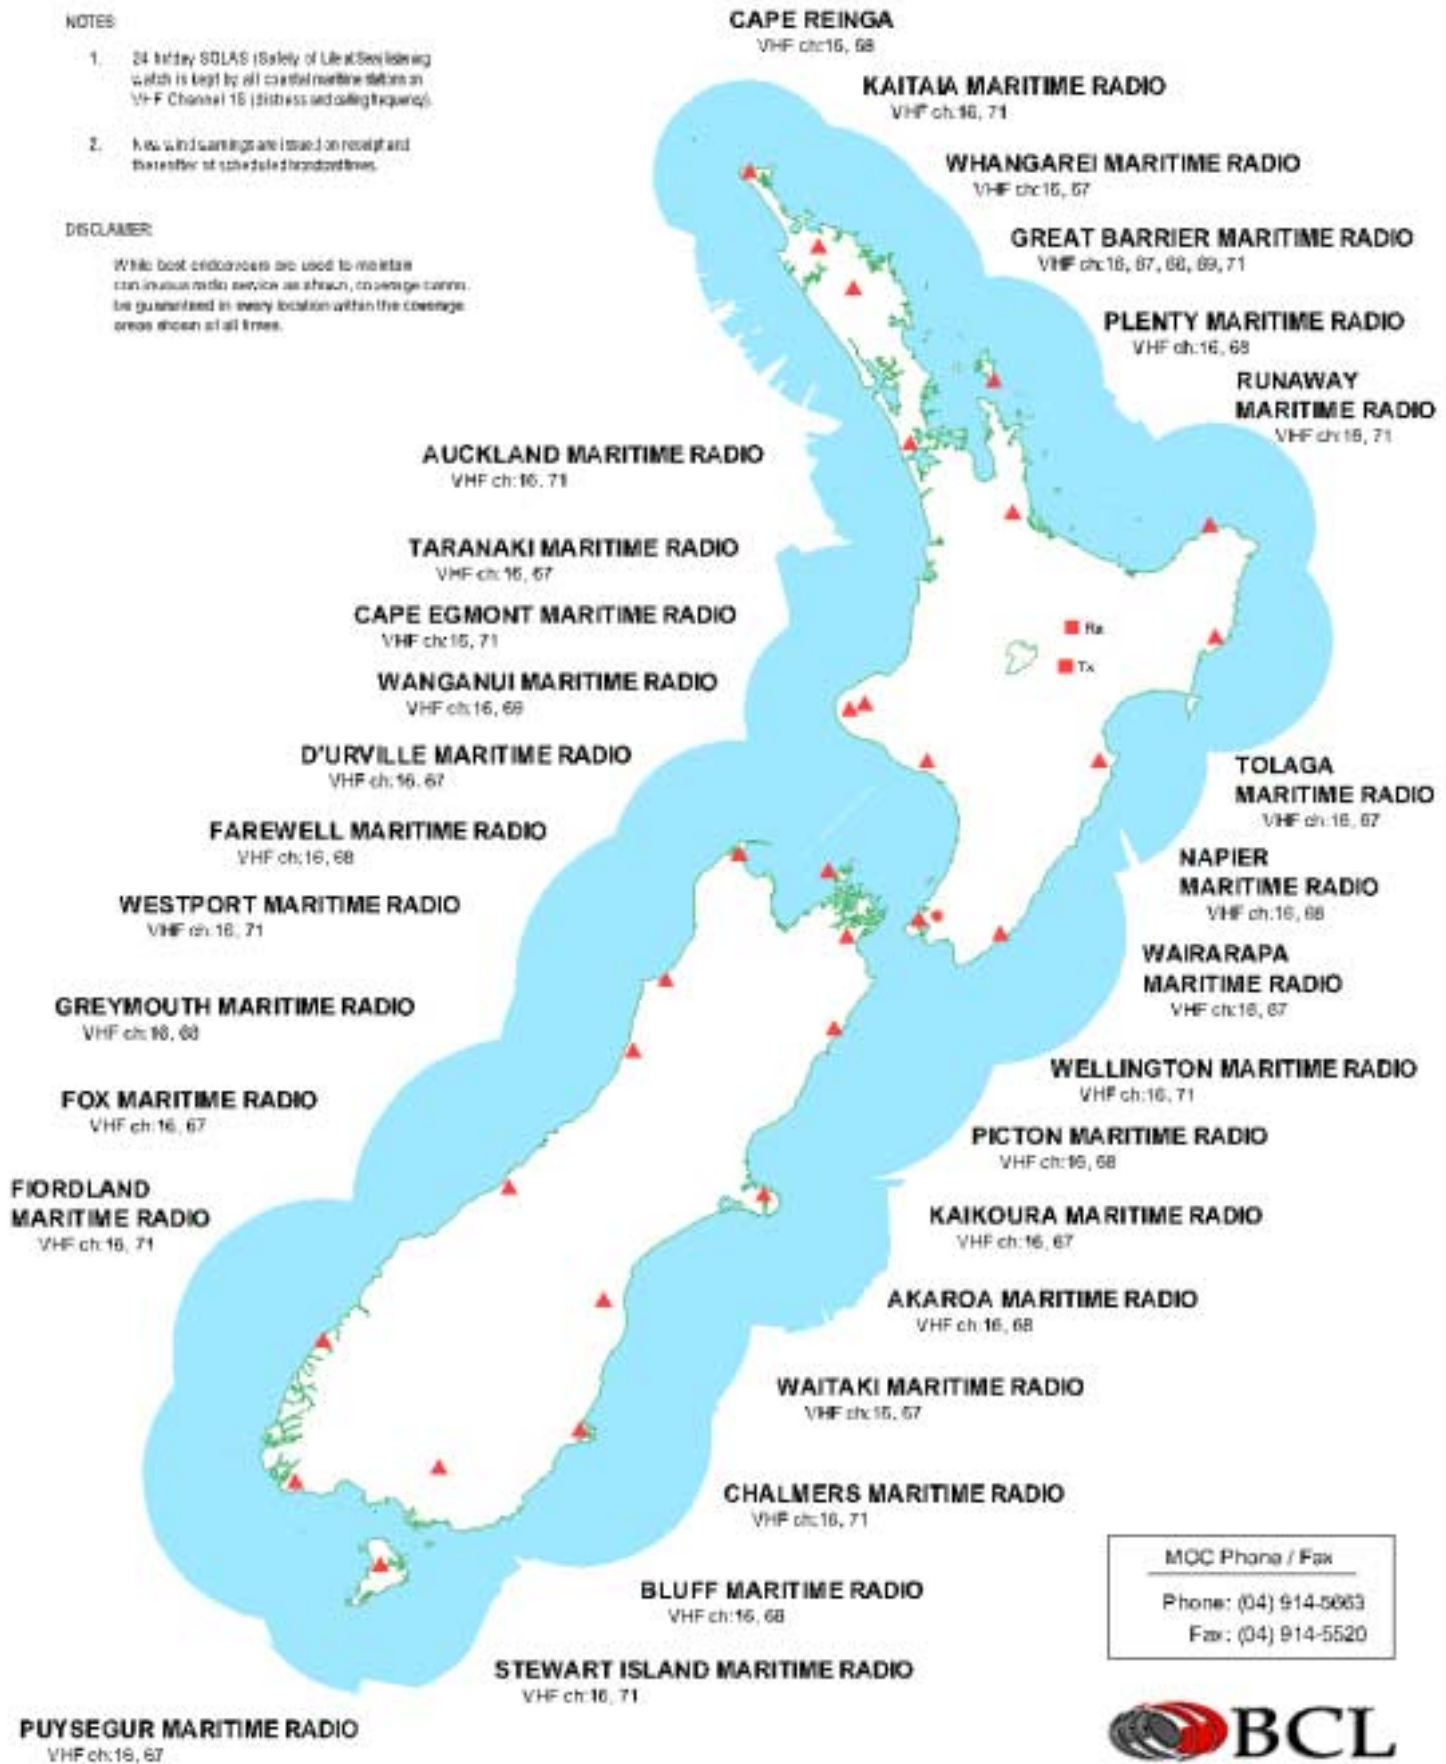 NOTES
1. 24 hr/day SOLAS (Safety of Life at Sea) listening
watch is kept by all coastal maritime stations on
VHF Channel 16 (distress and calling frequency).
2. New wind warnings are issued on receipt and
thereafter at scheduled broadcast times.
DISCLAIMER
While best endeavours are used to maintain
continuous radio service as shown, coverage cannot
be guaranteed in every location within the coverage
areas shown at all times.
CAPE REINGA
VHF ch:16, 68
KAITAIA MARITIME RADIO
VHF ch:16, 71
WHANGAREI MARITIME RADIO
VHF ch:16, 67
GREAT BARRIER MARITIME RADIO
VHF ch:16, 67, 68, 69, 71
PLENTY MARITIME RADIO
VHF ch:16, 68
RUNAWAY
MARITIME RADIO
VHF ch:16, 71
AUCKLAND MARITIME RADIO
VHF ch:16, 71
TARANAKI MARITIME RADIO
VHF ch:16, 67
CAPE EGMONT MARITIME RADIO
VHF ch:16, 71
WANGANUI MARITIME RADIO
VHF ch:16,
D'URVILLE MARITIME RADIO
VHF ch:16, 67
FAREWELL MARITIME RADIO
VHF ch:16, 68
WESTPORT MARITIME RADIO
VHF ch:16, 71
GREYMOUTH MARITIME RADIO
VHF ch:16, 68
FOX MARITIME RADIO
VHF ch:16, 67
FIORDLAND
MARITIME RADIO
VHF ch:16, 71
Tx
TOLAGA
MARITIME RADIO
VHF ch:16, 67
NAPIER
MARITIME RADIO
VHF ch:16, 68
WAIRARAPA
MARITIME RADIO
VHF ch:16, 67
WELLINGTON MARITIME RADIO
VHF ch:16, 71
PICTON MARITIME RADIO
VHF ch:16, 68
KAIKOURA MARITIME RADIO
VHF ch:16, 67
AKAROA MARITIME RADIO
VHF ch:16, 68
WAITAKI MARITIME RADIO
VHF ch:16, 67
CHALMERS MARITIME RADIO
VHF ch:16, 71
BLUFF MARITIME RADIO
VHF ch:16, 68
STEWART ISLAND MARITIME RADIO
VHF ch:16, 71
PUYSEGUR MARITIME RADIO
VHF ch:16, 67
MOC Phone / Fax
Phone: (04) 914-5663
Fax: (04) 914-5520
BCL